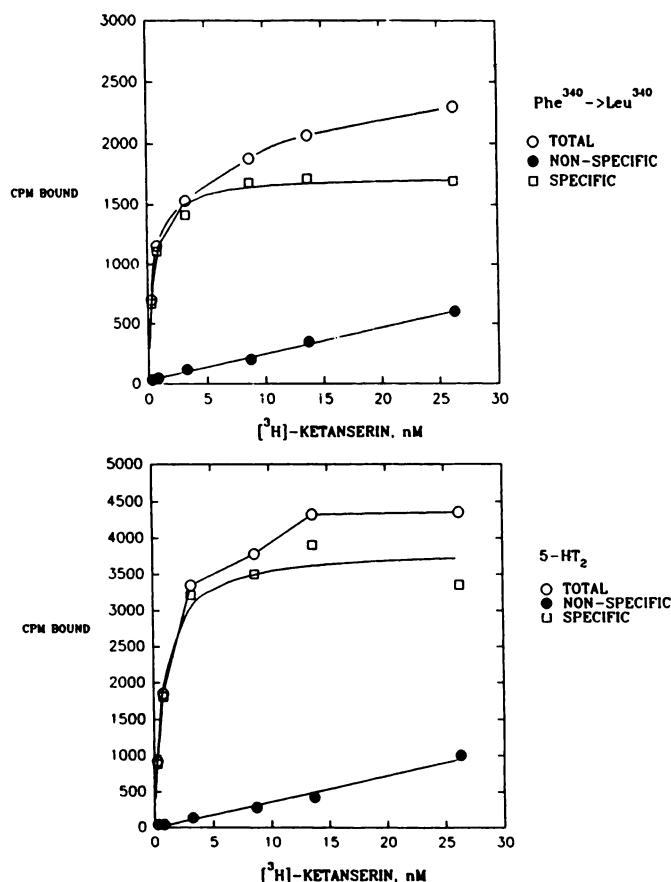 3000
2500
2000
1500
1000
500
0
CPM BOUND
0 5 10 15 20 25 30
[³H]-KETANSERIN, nM
Phe³⁴⁰->Leu³⁴⁰
TOTAL
NON-SPECIFIC
SPECIFIC
5000
4500
4000
3500
3000
2500
2000
1500
1000
500
0
CPM BOUND
0 5 10 15 20 25 30
[³H]-KETANSERIN, nM
5-HT₂
TOTAL
NON-SPECIFIC
SPECIFIC